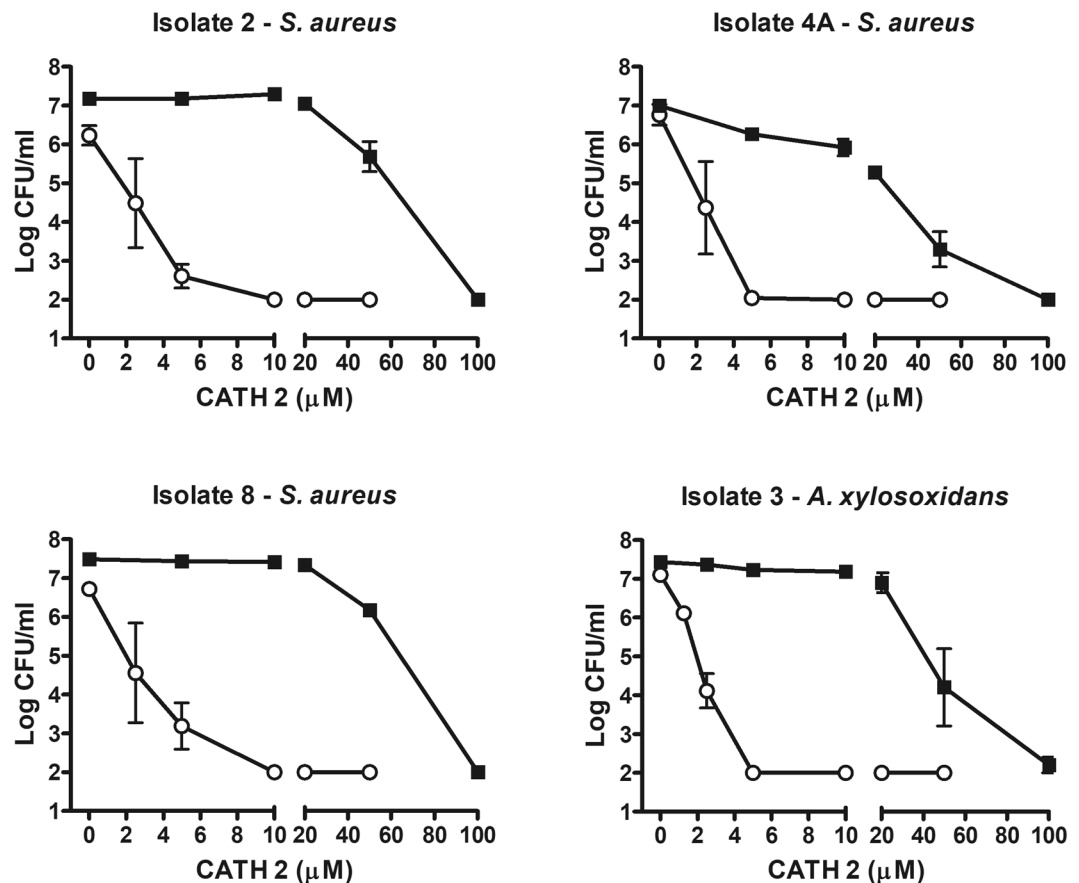 Isolate 2 - S. aureus
8
7
6
5
4
3
2
1
Log CFU/ml
0 2 4 6 8 10 20 40 60 80 100
CATH 2 (μM)
Isolate 4A - S. aureus
8
7
6
5
4
3
2
1
Log CFU/ml
0 2 4 6 8 10 20 40 60 80 100
CATH 2 (μM)
Isolate 8 - S. aureus
8
7
6
5
4
3
2
1
Log CFU/ml
0 2 4 6 8 10 20 40 60 80 100
CATH 2 (μM)
Isolate 3 - A. xylosoxidans
8
7
6
5
4
3
2
1
Log CFU/ml
0 2 4 6 8 10 20 40 60 80 100
CATH 2 (μM)